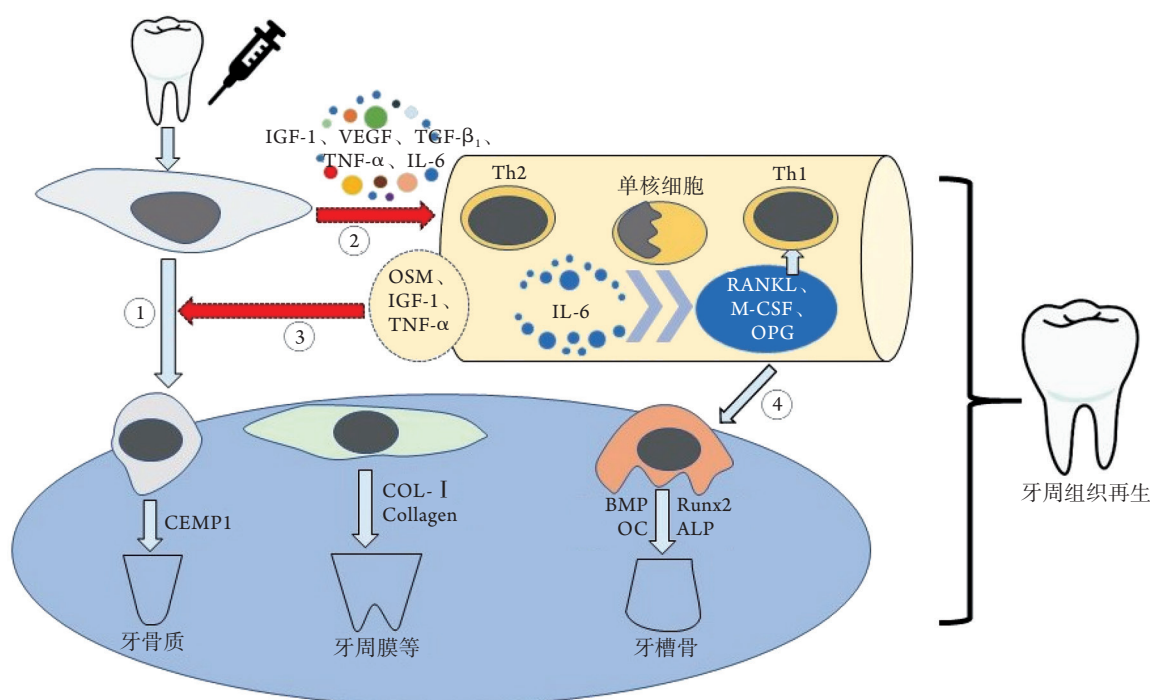 IGF-1、VEGF、TGF-β₁、
TNF-α、IL-6
②
Th2
单核细胞
Th1
OSM、
IGF-1、
TNF-α
IL-6
RANKL、
M-CSF、
OPG
①
③
④
CEMP1
COL-Ⅰ
Collagen
BMP
OC
Runx2
ALP
牙骨质
牙周膜等
牙槽骨
牙周组织再生